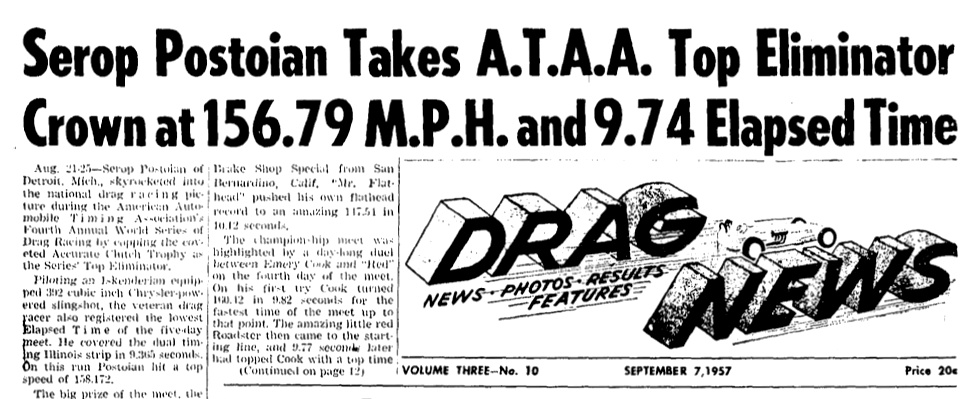 Serop Postoian Takes A.T.A.A. Top Eliminator
Crown at 156.79 M.P.H. and 9.74 Elapsed Time
Aug. 21-25—Serop Postoian of
Detroit, Mich., skyrocketed into
the national drag racing pic-
ture during the American Auto-
mobile Timing Association's
Fourth Annual World Series of
Drag Racing by copping the cov-
eted Accurate Clutch Trophy as
the Series' Top Eliminator.
Piloting an Iskenderian equip-
ped 392 cubic inch Chrysler-pow-
ered slingshot, the veteran drag
racer also registered the lowest
Elapsed Time of the five-day
meet. He covered the dual tim-
ing Illinois strip in 9.365 seconds.
On this run Postoian hit a top
speed of 158.172.
The big prize of the meet, the
Brake Shop Special from San
Bernardino, Calif. "Mr. Flat-
head" pushed his own flathead
record to an amazing 147.51 in
10.12 seconds.
The championship meet was
highlighted by a day-long duel
between Emery Cook and "Red"
on the fourth day of the meet.
On his first try Cook turned
160.12 in 9.82 seconds for the
fastest time of the meet up to
that point. The amazing little red
Roadster then came to the start-
ing line, and 9.77 seconds later
had topped Cook with a top time
(Continued on page 12)
DRAG
NEWS · PHOTOS · RESULTS
FEATURES
NEWS
VOLUME THREE—No. 10 SEPTEMBER 7, 1957 Price 20¢